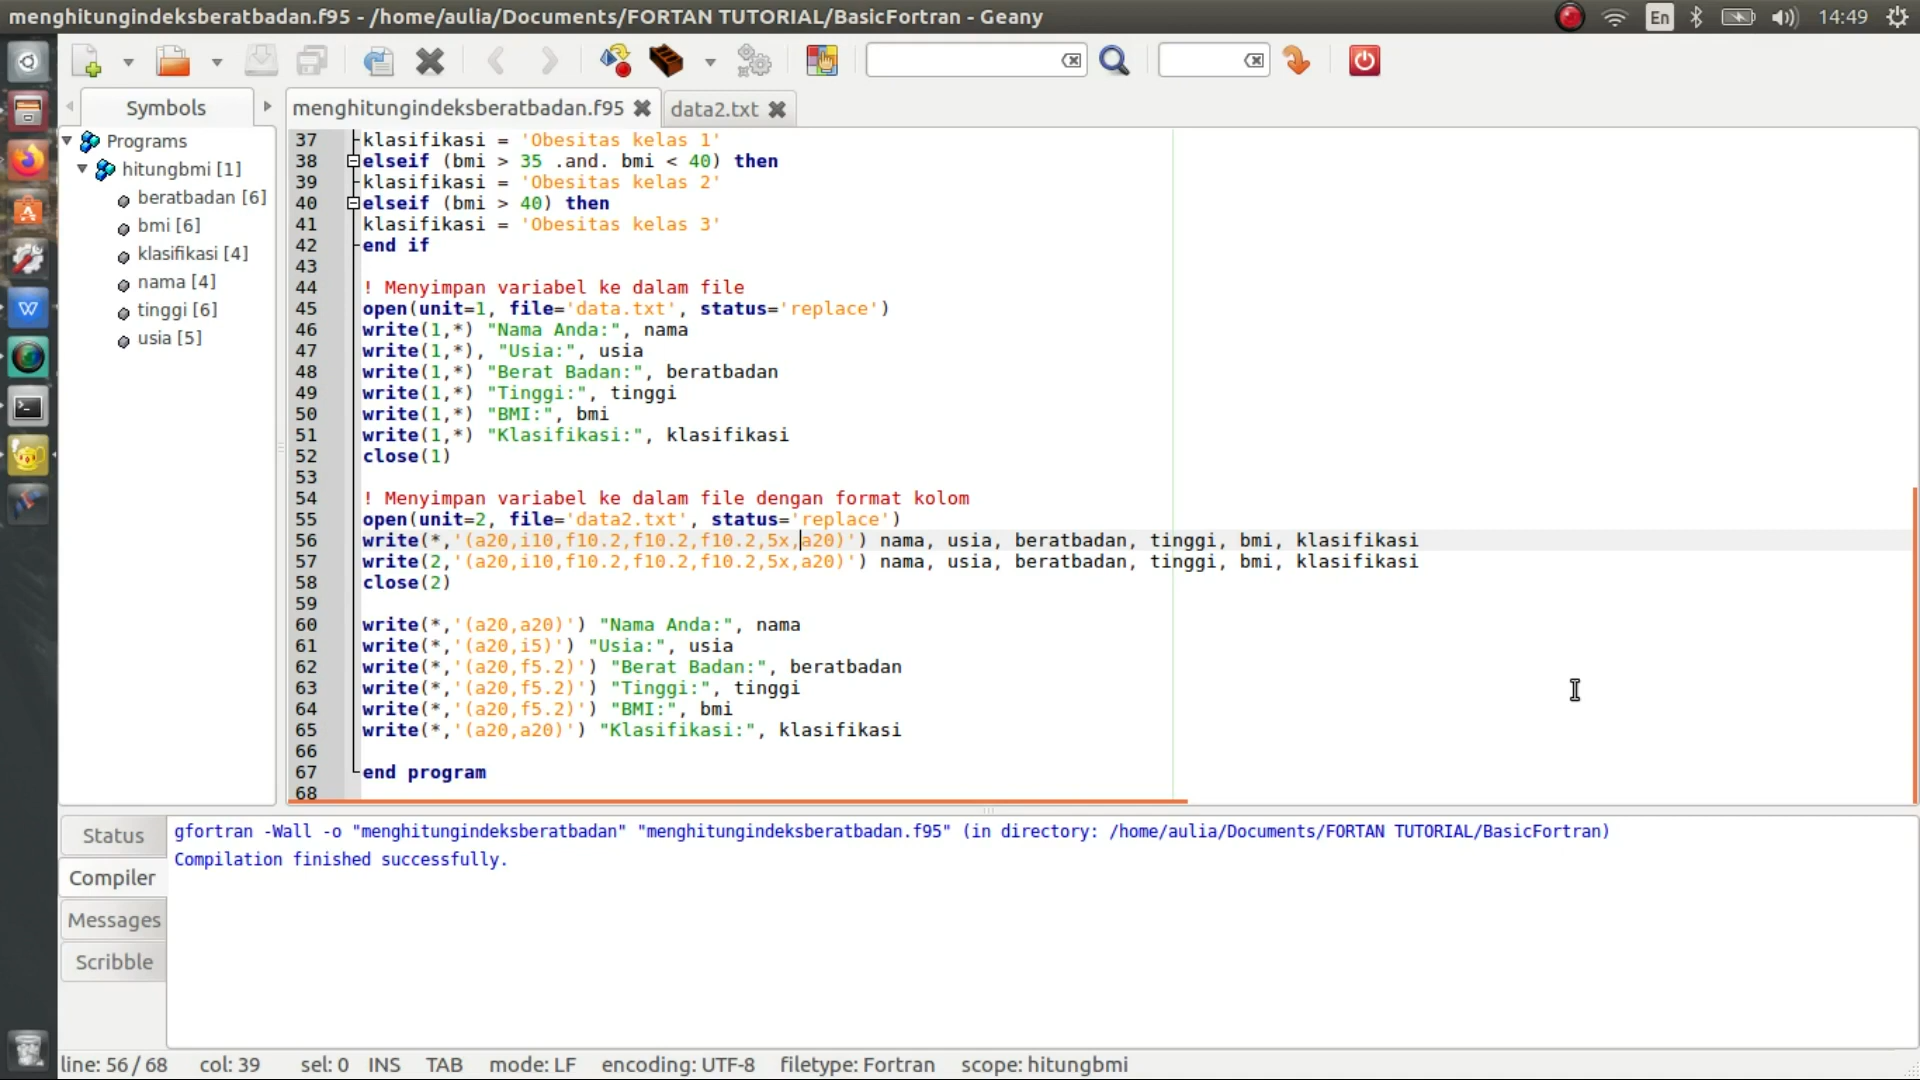 menghitungindeksberatbadan.f95 - /home/aulia/Documents/FORTAN TUTORIAL/BasicFortran - Geany
En
14:49
Symbols
menghitungindeksberatbadan.f95
data2.txt
Programs
hitungbmi [1]
beratbadan [6]
bmi [6]
klasifikasi [4]
nama [4]
tinggi [6]
usia [5]
37 klasifikasi = 'Obesitas kelas 1'
38 elseif (bmi > 35 .and. bmi < 40) then
39 klasifikasi = 'Obesitas kelas 2'
40 elseif (bmi > 40) then
41 klasifikasi = 'Obesitas kelas 3'
42 end if
43
44 ! Menyimpan variabel ke dalam file
45 open(unit=1, file='data.txt', status='replace')
46 write(1,*) "Nama Anda:", nama
47 write(1,*), "Usia:", usia
48 write(1,*) "Berat Badan:", beratbadan
49 write(1,*) "Tinggi:", tinggi
50 write(1,*) "BMI:", bmi
51 write(1,*) "Klasifikasi:", klasifikasi
52 close(1)
53
54 ! Menyimpan variabel ke dalam file dengan format kolom
55 open(unit=2, file='data2.txt', status='replace')
56 write(*,'(a20,i10,f10.2,f10.2,f10.2,5x,a20)') nama, usia, beratbadan, tinggi, bmi, klasifikasi
57 write(2,'(a20,i10,f10.2,f10.2,f10.2,5x,a20)') nama, usia, beratbadan, tinggi, bmi, klasifikasi
58 close(2)
59
60 write(*,'(a20,a20)') "Nama Anda:", nama
61 write(*,'(a20,i5)') "Usia:", usia
62 write(*,'(a20,f5.2)') "Berat Badan:", beratbadan
63 write(*,'(a20,f5.2)') "Tinggi:", tinggi
64 write(*,'(a20,f5.2)') "BMI:", bmi
65 write(*,'(a20,a20)') "Klasifikasi:", klasifikasi
66
67 end program
68
Status
Compiler
Messages
Scribble
gfortran -Wall -o "menghitungindeksberatbadan" "menghitungindeksberatbadan.f95" (in directory: /home/aulia/Documents/FORTAN TUTORIAL/BasicFortran)
Compilation finished successfully.
line: 56 / 68 col: 39 sel: 0 INS TAB mode: LF encoding: UTF-8 filetype: Fortran scope: hitungbmi